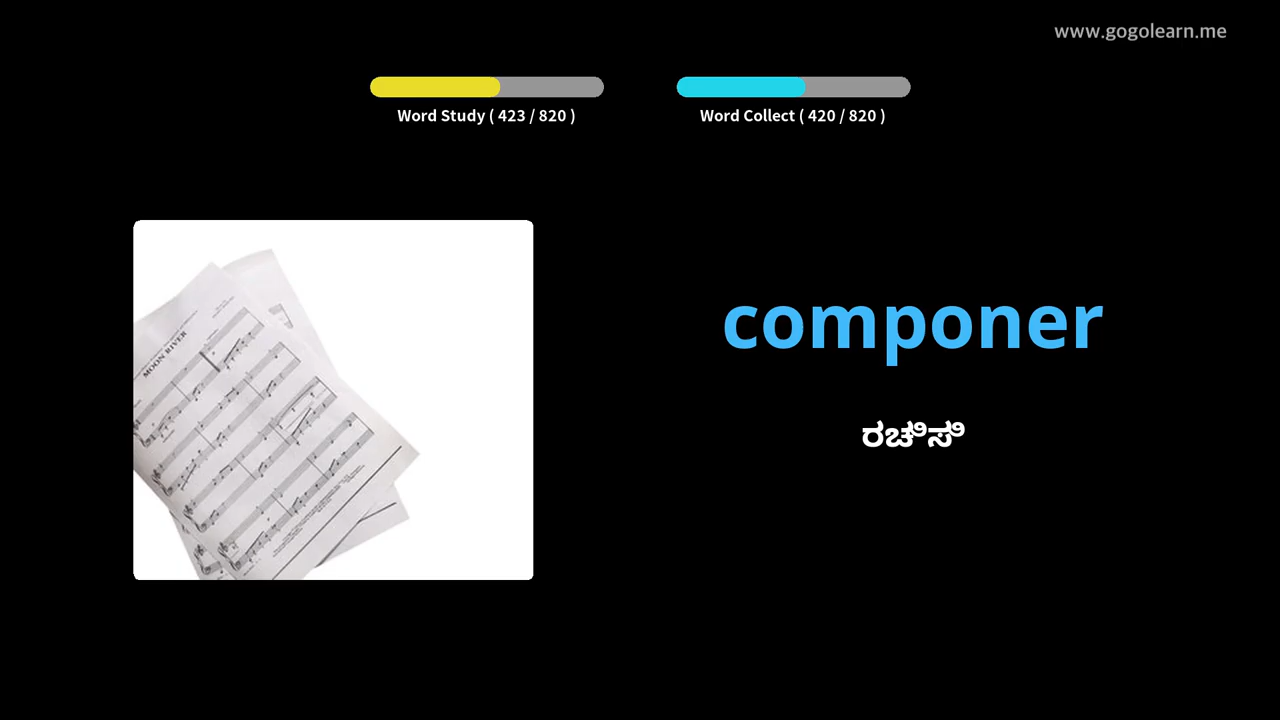 www.gogolearn.me
Word Study ( 423 / 820 )
Word Collect ( 420 / 820 )
MOON RIVER
componer
ರಚಿಸಿ